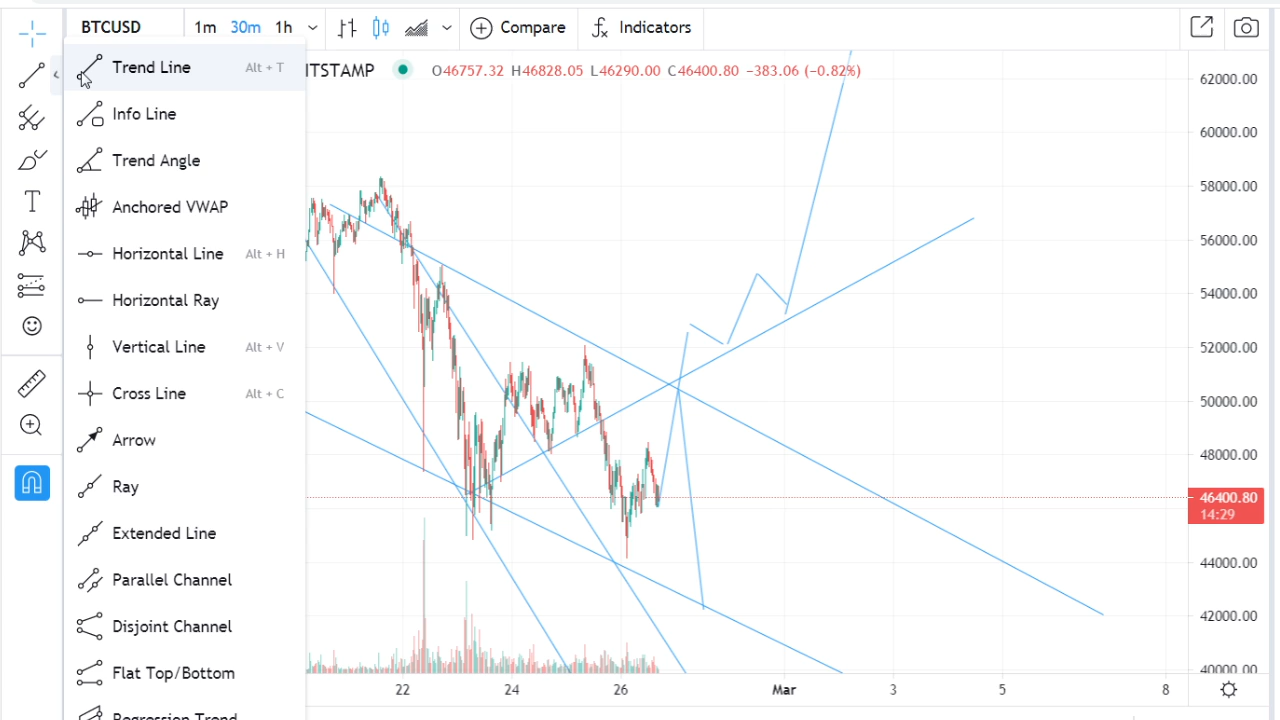 BTCUSD 1m 30m 1h Compare Indicators
Trend Line Alt + T
ITSTAMP O46757.32 H46828.05 L46290.00 C46400.80 −383.06 (−0.82%)
Info Line
Trend Angle
Anchored VWAP
Horizontal Line Alt + H
Horizontal Ray
Vertical Line Alt + V
Cross Line Alt + C
Arrow
Ray
Extended Line
Parallel Channel
Disjoint Channel
Flat Top/Bottom
Regression Trend
T
62000.00
60000.00
58000.00
56000.00
54000.00
52000.00
50000.00
48000.00
46400.80
14:29
44000.00
42000.00
40000.00
22 24 26 Mar 3 5 8